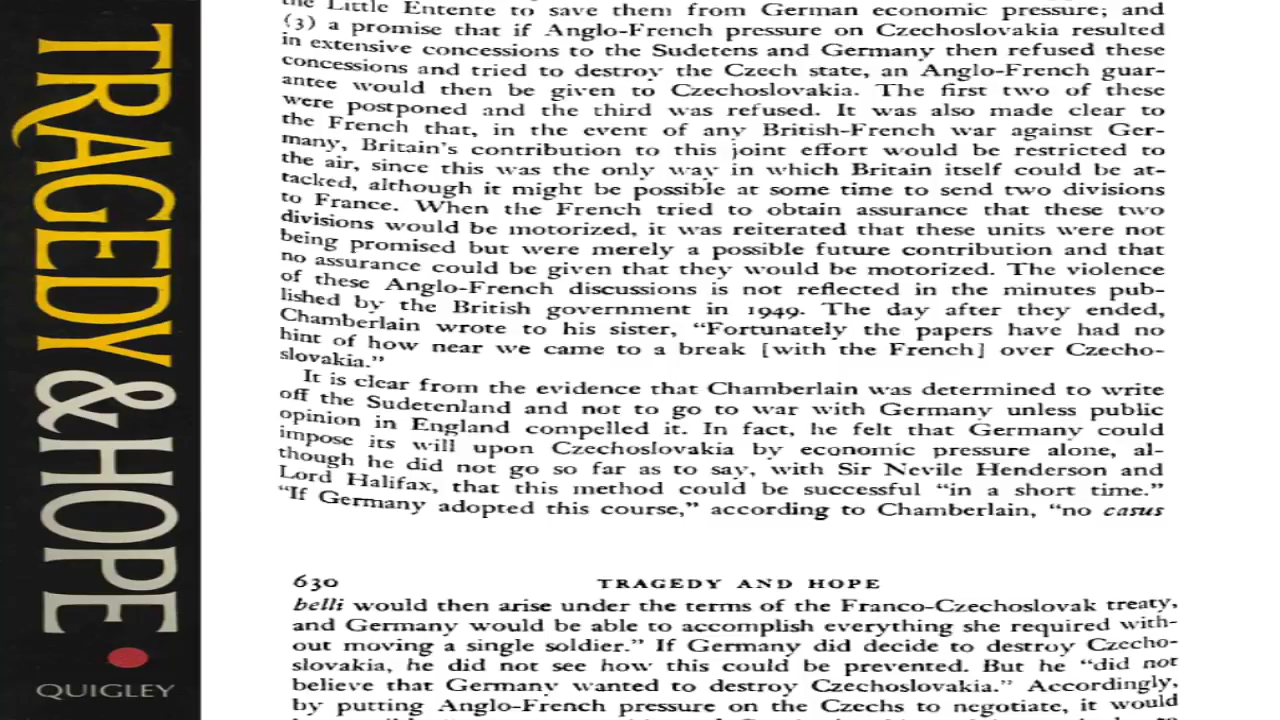 TRAGEDY & HOPE
QUIGLEY
the Little Entente to save them from German economic pressure; and
(3) a promise that if Anglo-French pressure on Czechoslovakia resulted
in extensive concessions to the Sudetens and Germany then refused these
concessions and tried to destroy the Czech state, an Anglo-French guar-
antee would then be given to Czechoslovakia. The first two of these
were postponed and the third was refused. It was also made clear to
the French that, in the event of any British-French war against Ger-
many, Britain's contribution to this joint effort would be restricted to
the air, since this was the only way in which Britain itself could be at-
tacked, although it might be possible at some time to send two divisions
to France. When the French tried to obtain assurance that these two
divisions would be motorized, it was reiterated that these units were not
being promised but were merely a possible future contribution and that
no assurance could be given that they would be motorized. The violence
of these Anglo-French discussions is not reflected in the minutes pub-
lished by the British government in 1949. The day after they ended,
Chamberlain wrote to his sister, “Fortunately the papers have had no
hint of how near we came to a break [with the French] over Czecho-
slovakia.”
It is clear from the evidence that Chamberlain was determined to write
off the Sudetenland and not to go to war with Germany unless public
opinion in England compelled it. In fact, he felt that Germany could
impose its will upon Czechoslovakia by economic pressure alone, al-
though he did not go so far as to say, with Sir Nevile Henderson and
Lord Halifax, that this method could be successful “in a short time.”
“If Germany adopted this course,” according to Chamberlain, “no casus
630 TRAGEDY AND HOPE
belli would then arise under the terms of the Franco-Czechoslovak treaty,
and Germany would be able to accomplish everything she required with-
out moving a single soldier.” If Germany did decide to destroy Czecho-
slovakia, he did not see how this could be prevented. But he “did not
believe that Germany wanted to destroy Czechoslovakia.” Accordingly,
by putting Anglo-French pressure on the Czechs to negotiate, it would